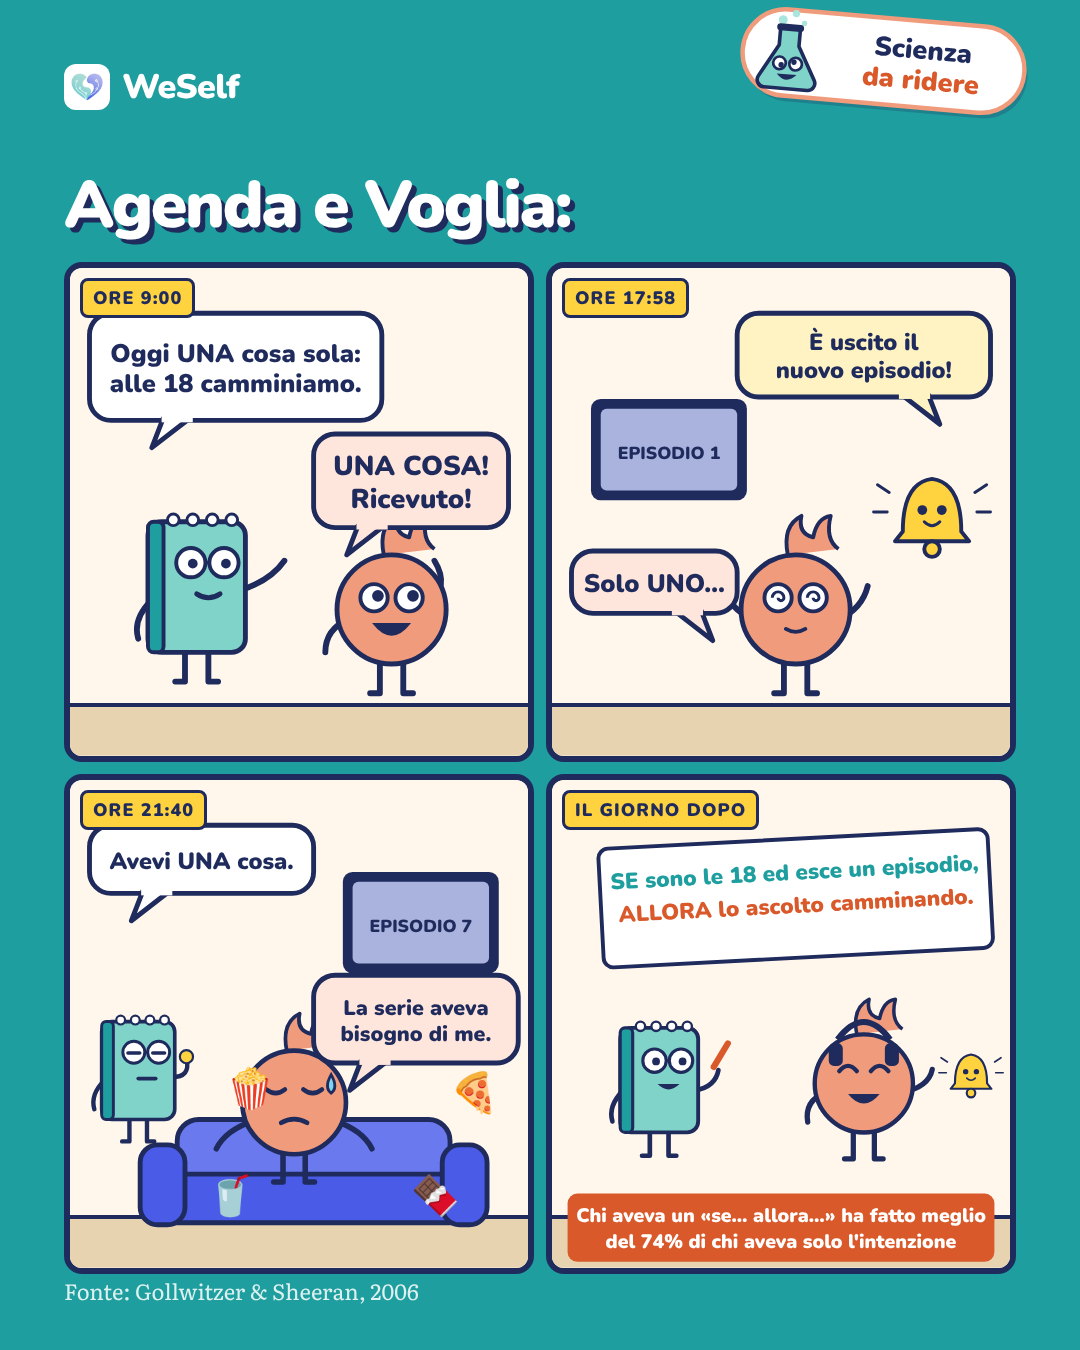 WeSelf
Scienza
da ridere
Agenda e Voglia:
ORE 9:00
Oggi UNA cosa sola:
alle 18 camminiamo.
UNA COSA!
Ricevuto!
ORE 17:58
È uscito il
nuovo episodio!
EPISODIO 1
Solo UNO...
ORE 21:40
Avevi UNA cosa.
EPISODIO 7
La serie aveva
bisogno di me.
IL GIORNO DOPO
SE sono le 18 ed esce un episodio,
ALLORA lo ascolto camminando.
Chi aveva un «se... allora...» ha fatto meglio
del 74% di chi aveva solo l'intenzione
Fonte: Gollwitzer & Sheeran, 2006